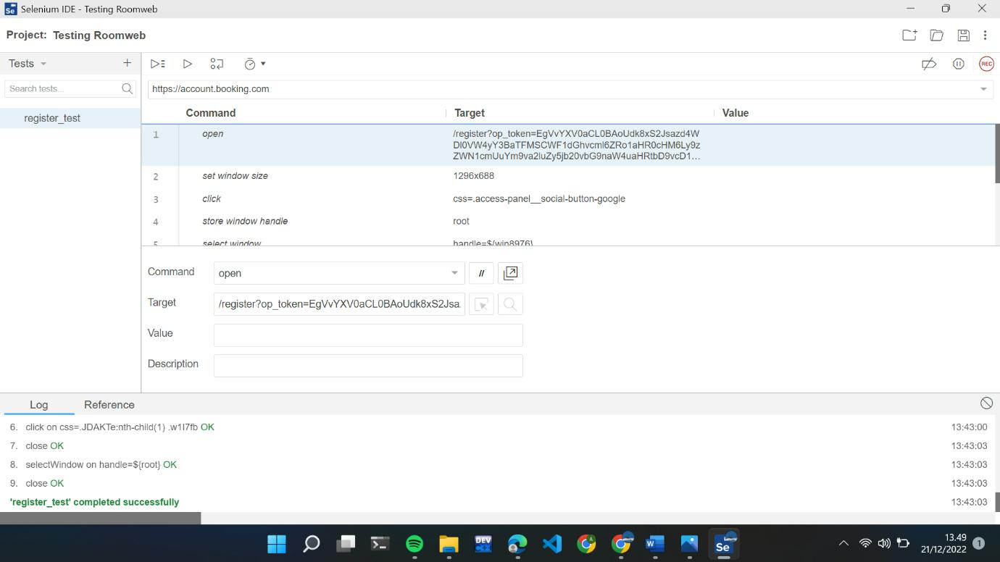 Selenium IDE - Testing Roomweb
Project: Testing Roomweb
Tests
Search tests...
register_test
REC
https://account.booking.com
Command Target Value
1 open /register?op_token=EgVvYXV0aCL0BAoUdk8xS2Jsazd4W
DI0VW4yY3BaTFMSCWF1dGhvcml6ZRo1aHR0cHM6Ly9z
ZWN1cmUuYm9va2luZy5jb20vbG9naW4uaHRtbD9vcD1...
2 set window size 1296x688
3 click css=.access-panel__social-button-google
4 store window handle root
5 select window handle=${win8976}
Command open //
Target /register?op_token=EgVvYXV0aCL0BAoUdk8xS2Jsa
Value
Description
Log Reference
6. click on css=.JDAKTe:nth-child(1) .w1I7fb OK 13:43:00
7. close OK 13:43:03
8. selectWindow on handle=${root} OK 13:43:03
9. close OK 13:43:03
'register_test' completed successfully 13:43:03
DEV
C++
Se
13.49
21/12/2022
1